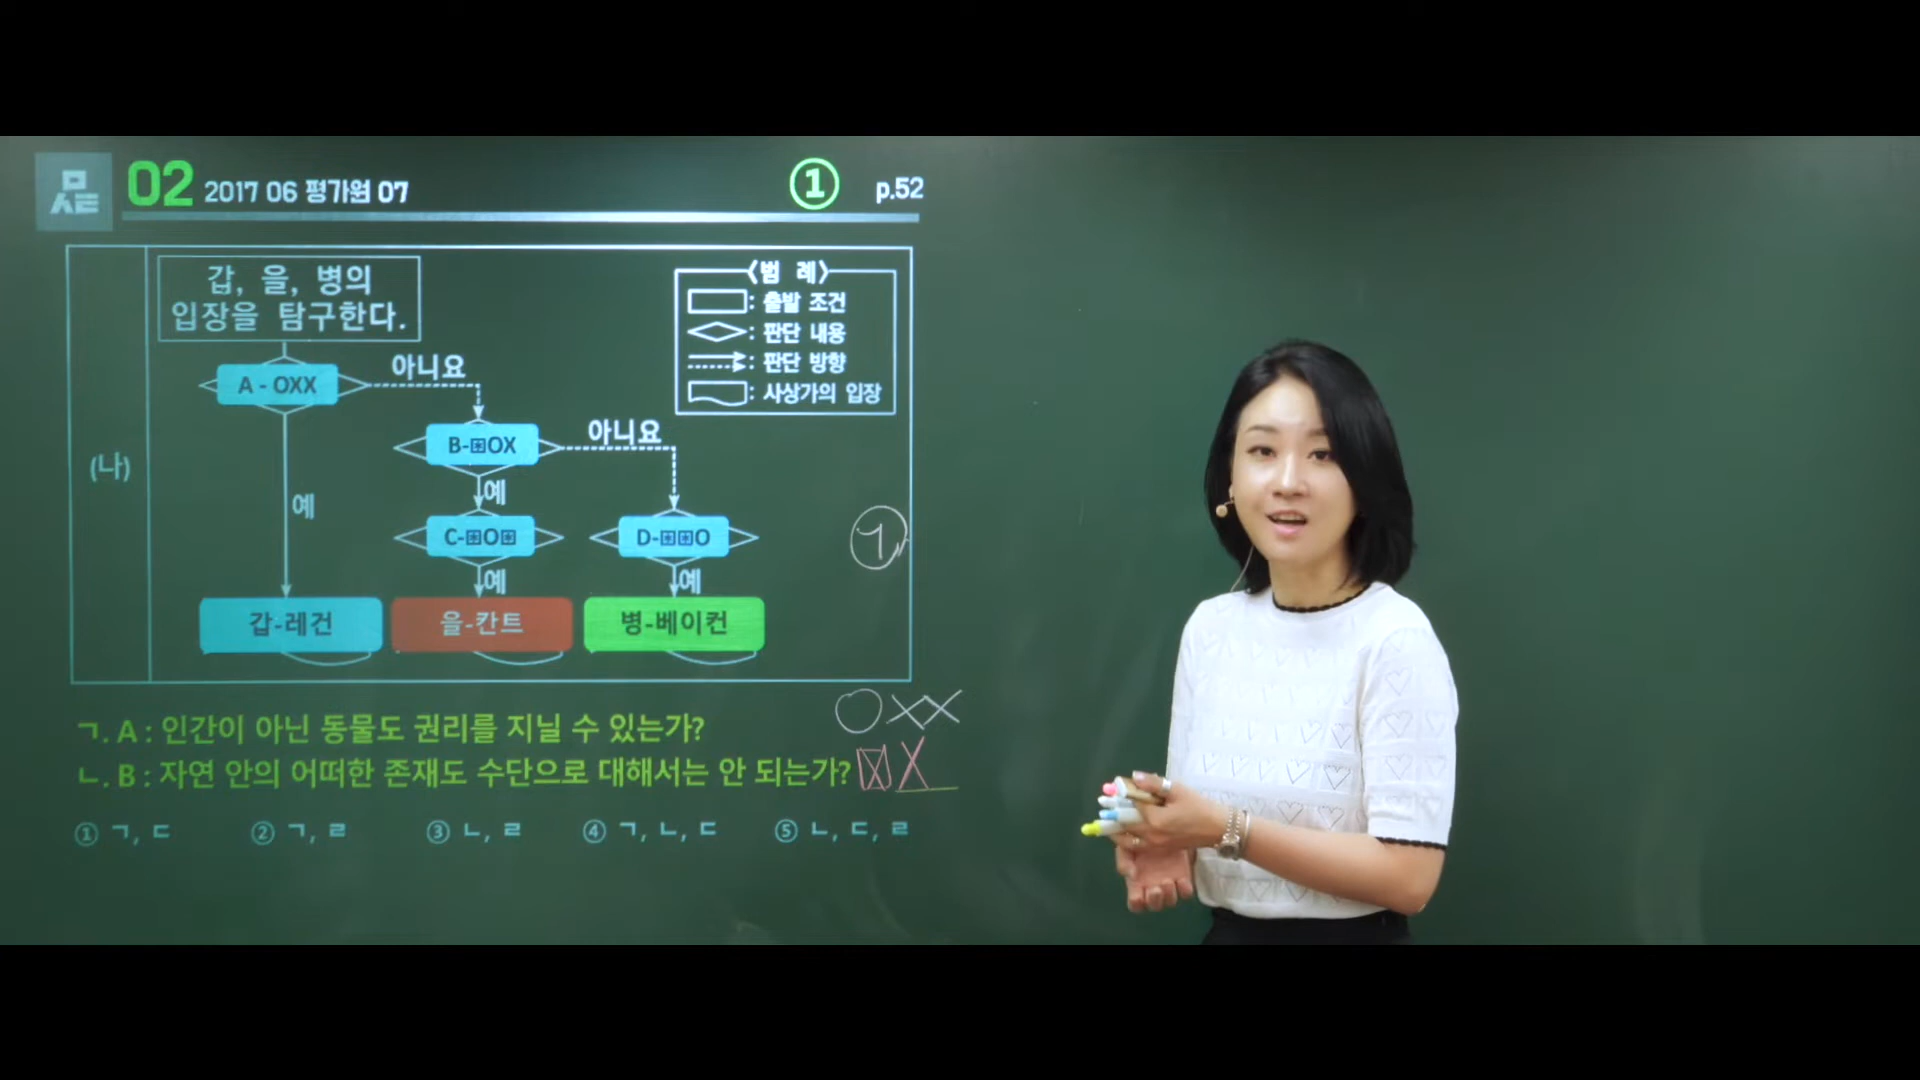 모
스트
02 2017 06 평가원 07 ① p.52
(나)
갑, 을, 병의
입장을 탐구한다.
〈범 례〉
: 출발 조건
: 판단 내용
: 판단 방향
: 사상가의 입장
A - OXX
아니요
B-⊞OX
아니요
예
예
C-⊞O⊞
D-⊞⊞O
예
예
갑-레건
을-칸트
병-베이컨
ㄱ
ㄱ. A : 인간이 아닌 동물도 권리를 지닐 수 있는가? OXX
ㄴ. B : 자연 안의 어떠한 존재도 수단으로 대해서는 안 되는가? X
① ㄱ, ㄷ ② ㄱ, ㄹ ③ ㄴ, ㄹ ④ ㄱ, ㄴ, ㄷ ⑤ ㄴ, ㄷ, ㄹ